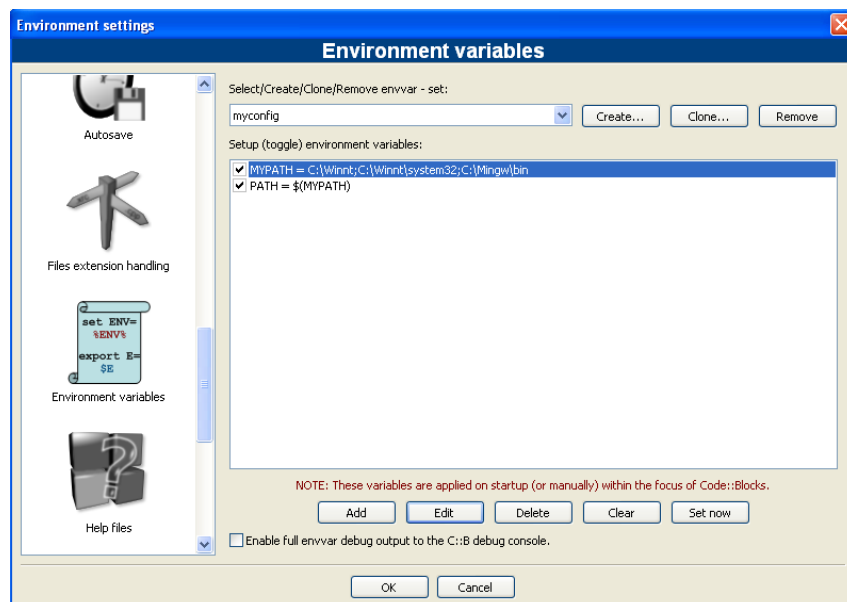 Environment settings
Environment variables
Autosave
Files extension handling
set ENV=
%ENV%
export E=
$E
Environment variables
Help files
Select/Create/Clone/Remove envvar - set:
myconfig
Create...
Clone...
Remove
Setup (toggle) environment variables:
MYPATH = C:\Winnt;C:\Winnt\system32;C:\Mingw\bin
PATH = $(MYPATH)
NOTE: These variables are applied on startup (or manually) within the focus of Code::Blocks.
Add
Edit
Delete
Clear
Set now
Enable full envvar debug output to the C::B debug console.
OK
Cancel